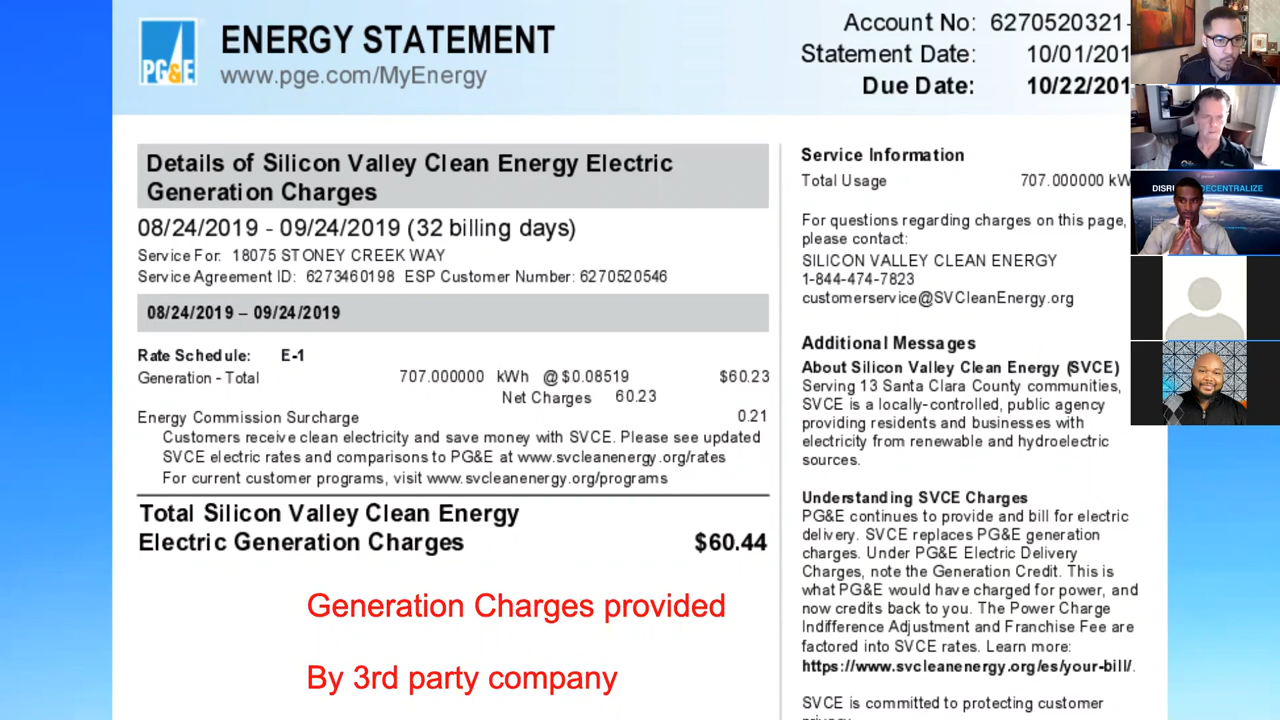 PG&E
ENERGY STATEMENT
www.pge.com/MyEnergy
Account No: 6270520321-
Statement Date: 10/01/201
Due Date: 10/22/201
Details of Silicon Valley Clean Energy Electric
Generation Charges
08/24/2019 - 09/24/2019 (32 billing days)
Service For: 18075 STONEY CREEK WAY
Service Agreement ID: 6273460198 ESP Customer Number: 6270520546
08/24/2019 – 09/24/2019
Rate Schedule: E-1
Generation - Total 707.000000 kWh @ $0.08519 $60.23
Net Charges 60.23
Energy Commission Surcharge 0.21
Customers receive clean electricity and save money with SVCE. Please see updated
SVCE electric rates and comparisons to PG&E at www.svcleanenergy.org/rates
For current customer programs, visit www.svcleanenergy.org/programs
Total Silicon Valley Clean Energy
Electric Generation Charges $60.44
Generation Charges provided
By 3rd party company
Service Information
Total Usage 707.000000 kW
For questions regarding charges on this page,
please contact:
SILICON VALLEY CLEAN ENERGY
1-844-474-7823
customerservice@SVCleanEnergy.org
Additional Messages
About Silicon Valley Clean Energy (SVCE)
Serving 13 Santa Clara County communities,
SVCE is a locally-controlled, public agency
providing residents and businesses with
electricity from renewable and hydroelectric
sources.
Understanding SVCE Charges
PG&E continues to provide and bill for electric
delivery. SVCE replaces PG&E generation
charges. Under PG&E Electric Delivery
Charges, note the Generation Credit. This is
what PG&E would have charged for power, and
now credits back to you. The Power Charge
Indifference Adjustment and Franchise Fee are
factored into SVCE rates. Learn more:
https://www.svcleanenergy.org/es/your-bill/.
SVCE is committed to protecting customer
DISRU DECENTRALIZE